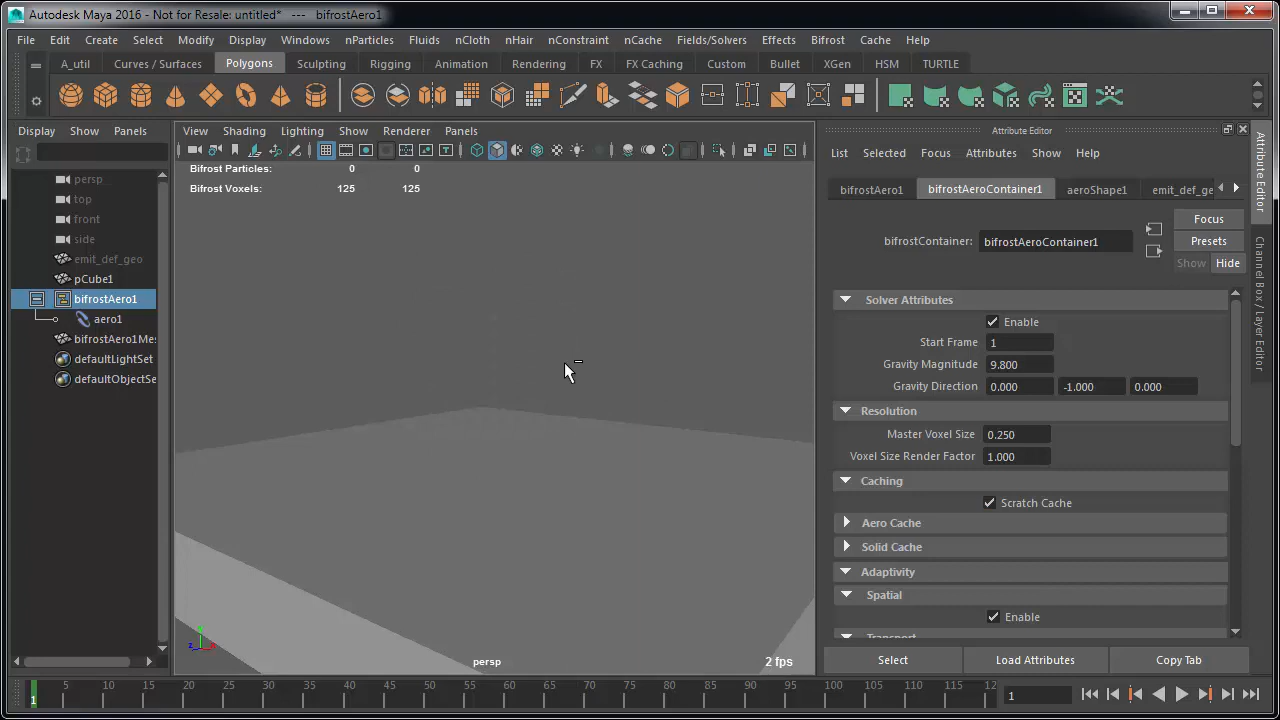 Autodesk Maya 2016 - Not for Resale: untitled* --- bifrostAero1
File Edit Create Select Modify Display Windows nParticles Fluids nCloth nHair nConstraint nCache Fields/Solvers Effects Bifrost Cache Help
A_util Curves / Surfaces Polygons Sculpting Rigging Animation Rendering FX FX Caching Custom Bullet XGen HSM TURTLE
Display Show Panels
View Shading Lighting Show Renderer Panels
Attribute Editor
List Selected Focus Attributes Show Help
Bifrost Particles: 0 0
Bifrost Voxels: 125 125
persp
top
front
side
emit_def_geo
pCube1
bifrostAero1
aero1
bifrostAero1Mes
defaultLightSet
defaultObjectSe
persp
2 fps
bifrostAero1 bifrostAeroContainer1 aeroShape1 emit_def_ge
bifrostContainer: bifrostAeroContainer1
Focus
Presets
Show Hide
Solver Attributes
Enable
Start Frame 1
Gravity Magnitude 9.800
Gravity Direction 0.000 -1.000 0.000
Resolution
Master Voxel Size 0.250
Voxel Size Render Factor 1.000
Caching
Scratch Cache
Aero Cache
Solid Cache
Adaptivity
Spatial
Enable
Transport
Select Load Attributes Copy Tab
Attribute Editor
Channel Box / Layer Editor
1 5 10 15 20 25 30 35 40 45 50 55 60 65 70 75 80 85 90 95 100 105 110 115 12
1